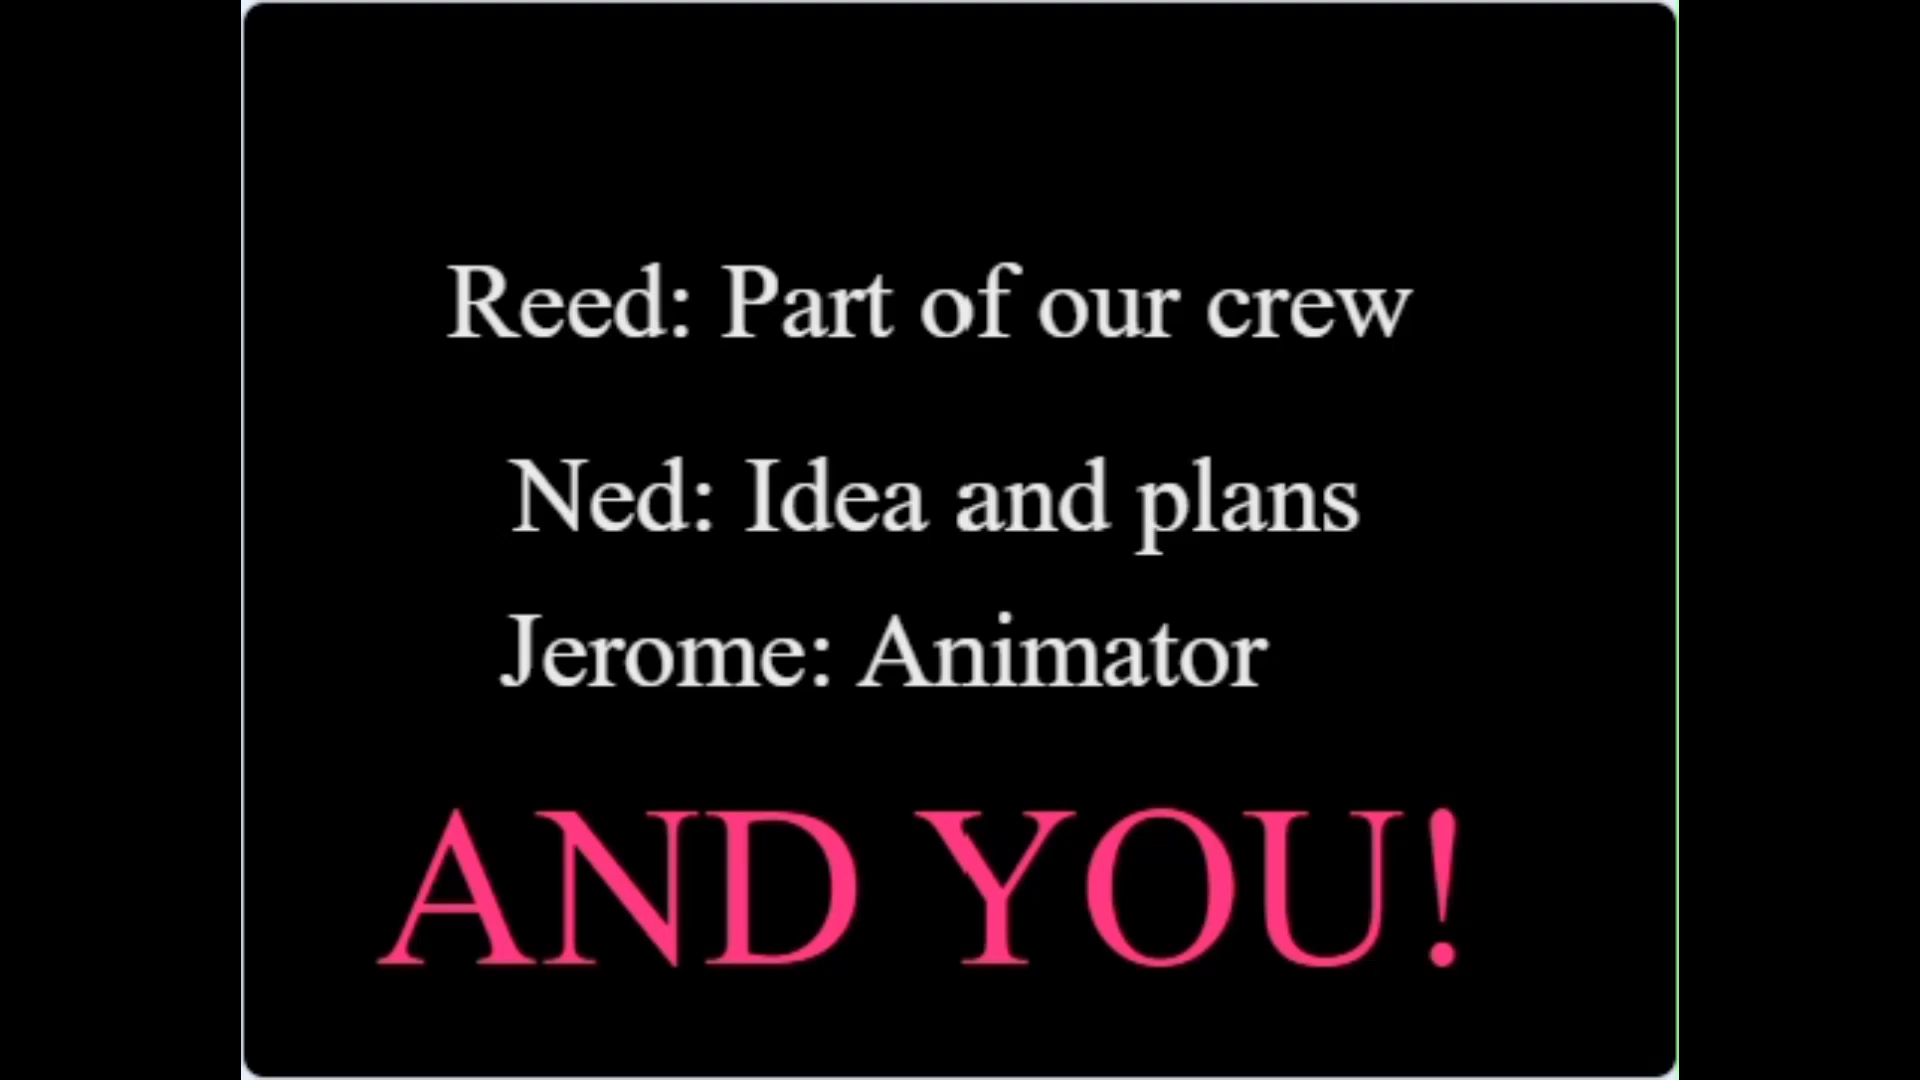 Reed: Part of our crew
Ned: Idea and plans
Jerome: Animator
AND YOU!